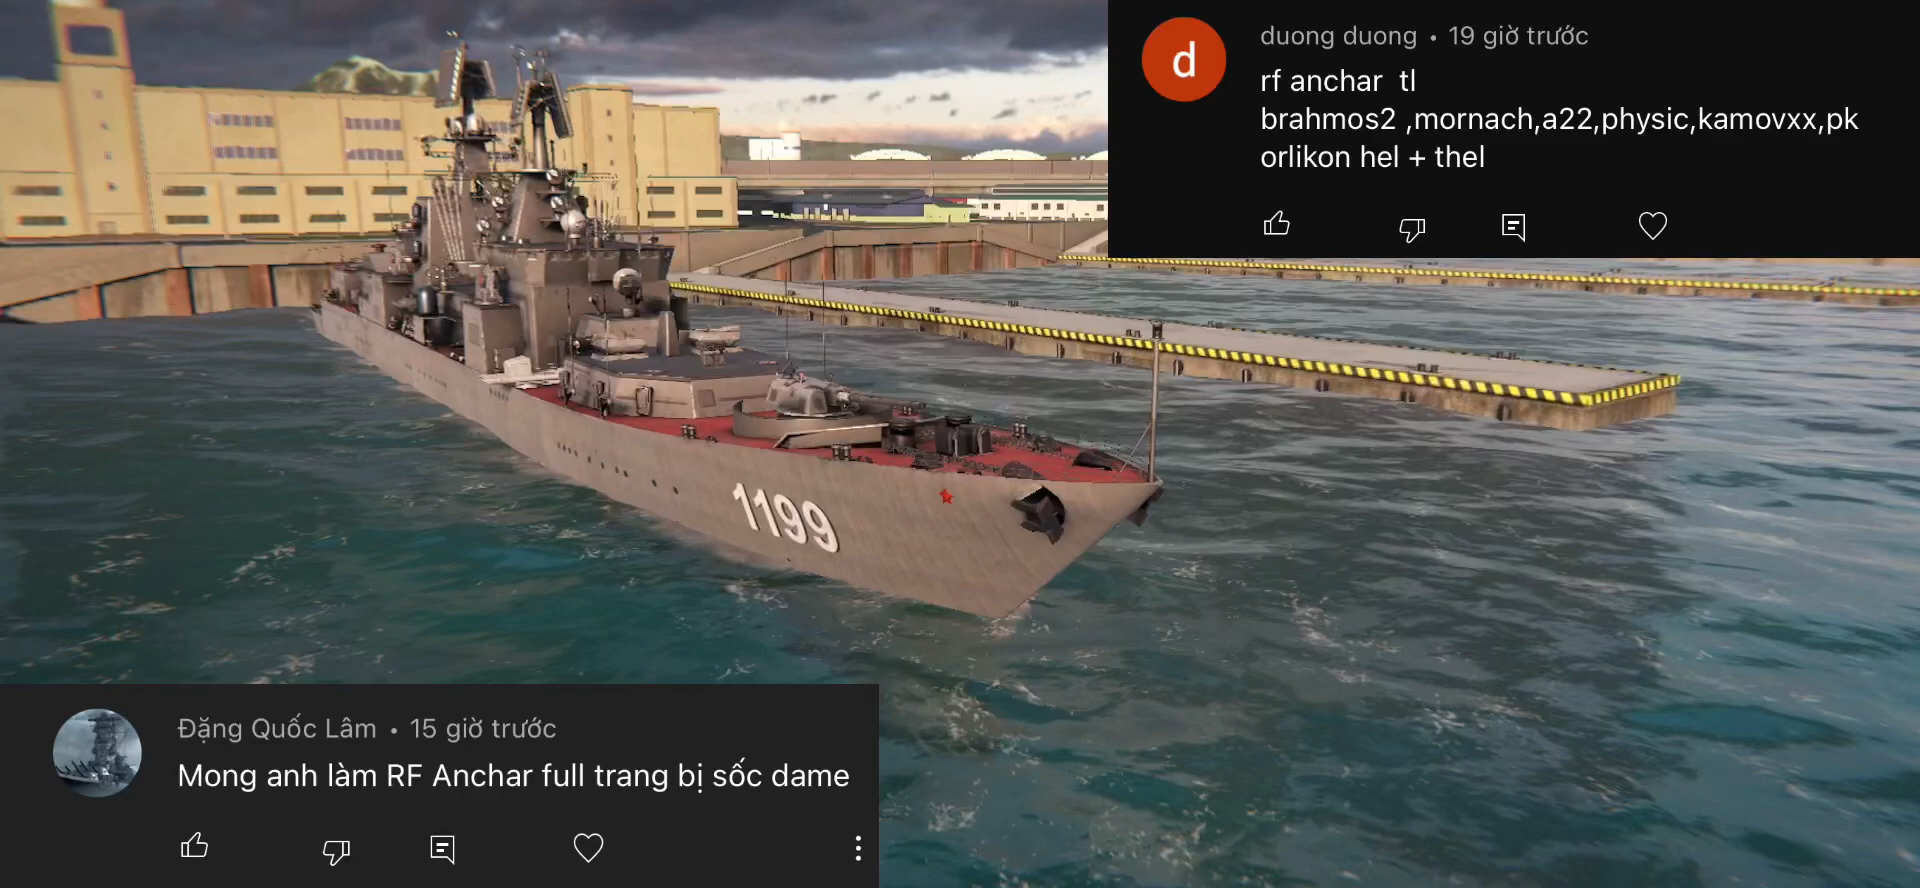 duong duong • 19 giờ trước
rf anchar tl
brahmos2 ,mornach,a22,physic,kamovxx,pk
orlikon hel + thel
1199
Đặng Quốc Lâm • 15 giờ trước
Mong anh làm RF Anchar full trang bị sốc dame